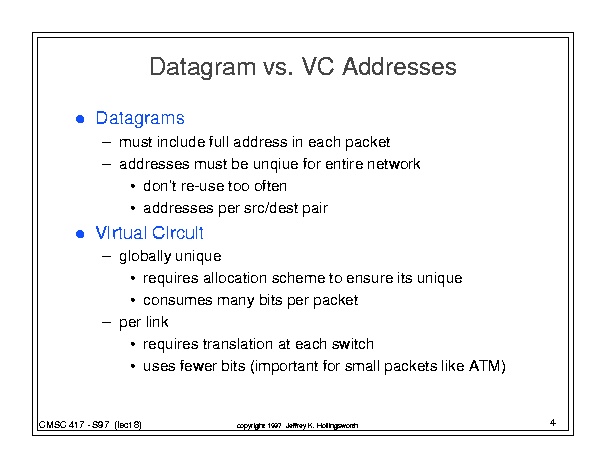 Datagram vs. VC Addresses
● Datagrams
– must include full address in each packet
– addresses must be unqiue for entire network
• don't re-use too often
• addresses per src/dest pair
● Virtual Circuit
– globally unique
• requires allocation scheme to ensure its unique
• consumes many bits per packet
– per link
• requires translation at each switch
• uses fewer bits (important for small packets like ATM)
CMSC 417 - S97 (lect 8)
copyright 1997 Jeffrey K. Hollingsworth
4